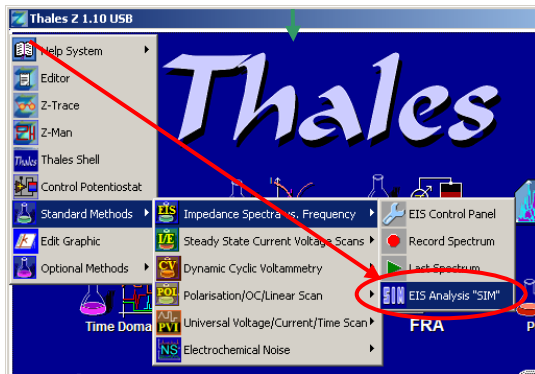 Thales Z 1.10 USB
Help System
Editor
Z-Trace
Z-Man
Thales
Thales Shell
Control Potentiostat
Standard Methods
Edit Graphic
Optional Methods
Thales
EIS
Impedance Spectra vs. Frequency
I/E
Steady State Current Voltage Scans
CV
Dynamic Cyclic Voltammetry
POL
Polarisation/OC/Linear Scan
PVI
Universal Voltage/Current/Time Scan
NS
Electrochemical Noise
EIS Control Panel
Record Spectrum
Last Spectrum
SIM
EIS Analysis "SIM"
Time Doma
FRA
P